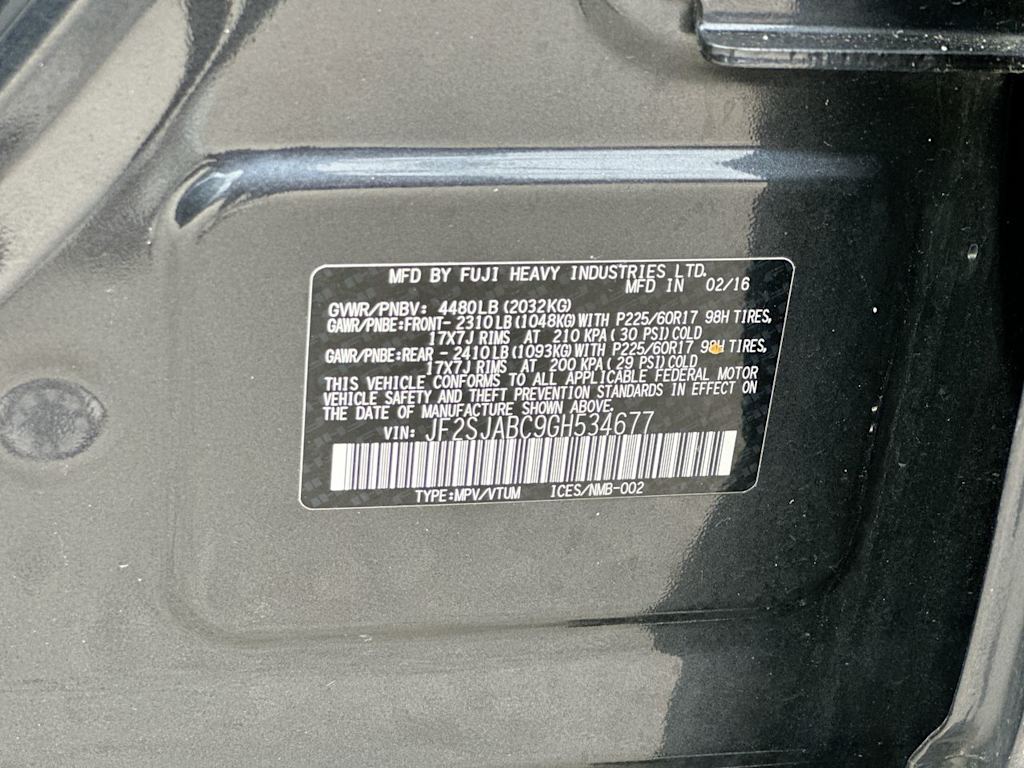 MFD BY FUJI HEAVY INDUSTRIES LTD.
MFD IN 02/16
GVWR/PNBV: 4480LB (2032KG)
GAWR/PNBE:FRONT- 2310LB (1048KG) WITH P225/60R17 98H TIRES,
17X7J RIMS AT 210 KPA (30 PSI) COLD
GAWR/PNBE:REAR - 2410LB (1093KG) WITH P225/60R17 98H TIRES,
17X7J RIMS AT 200 KPA (29 PSI) COLD
THIS VEHICLE CONFORMS TO ALL APPLICABLE FEDERAL MOTOR
VEHICLE SAFETY AND THEFT PREVENTION STANDARDS IN EFFECT ON
THE DATE OF MANUFACTURE SHOWN ABOVE.
VIN: JF2SJABC9GH534677
TYPE:MPV/VTUM ICES/NMB-002